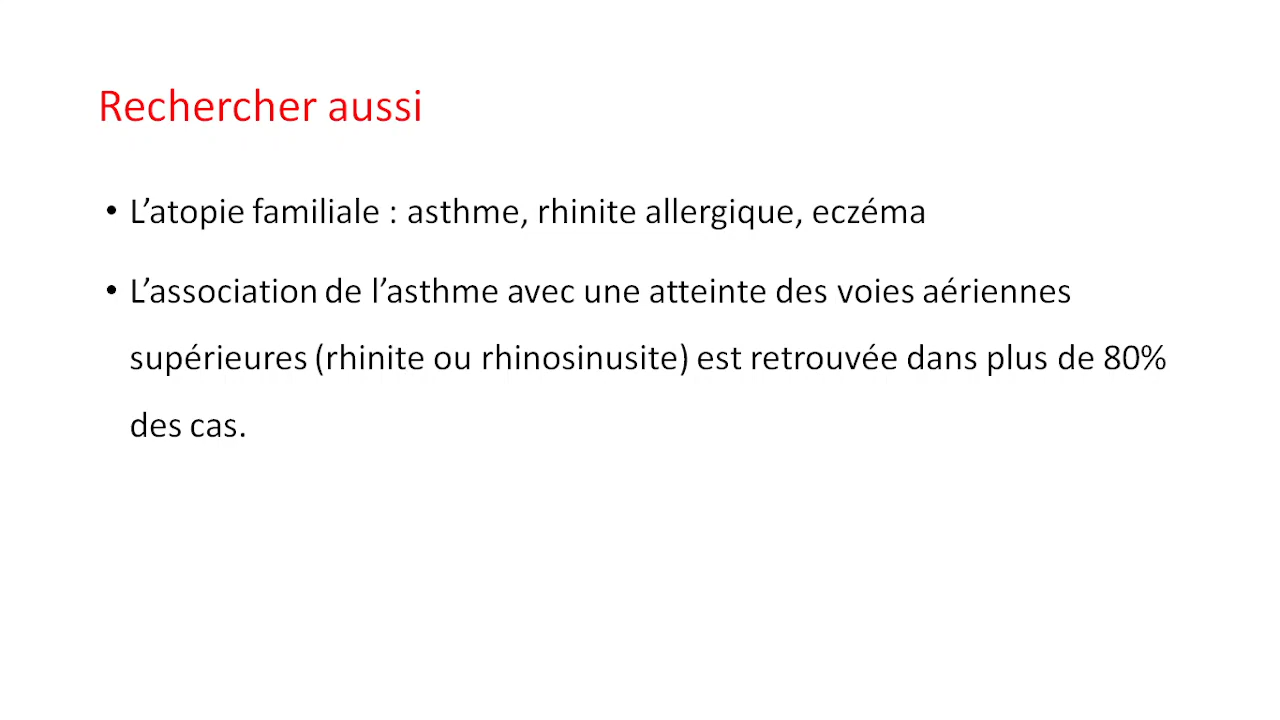 Rechercher aussi
• L’atopie familiale : asthme, rhinite allergique, eczéma
• L’association de l’asthme avec une atteinte des voies aériennes
supérieures (rhinite ou rhinosinusite) est retrouvée dans plus de 80%
des cas.